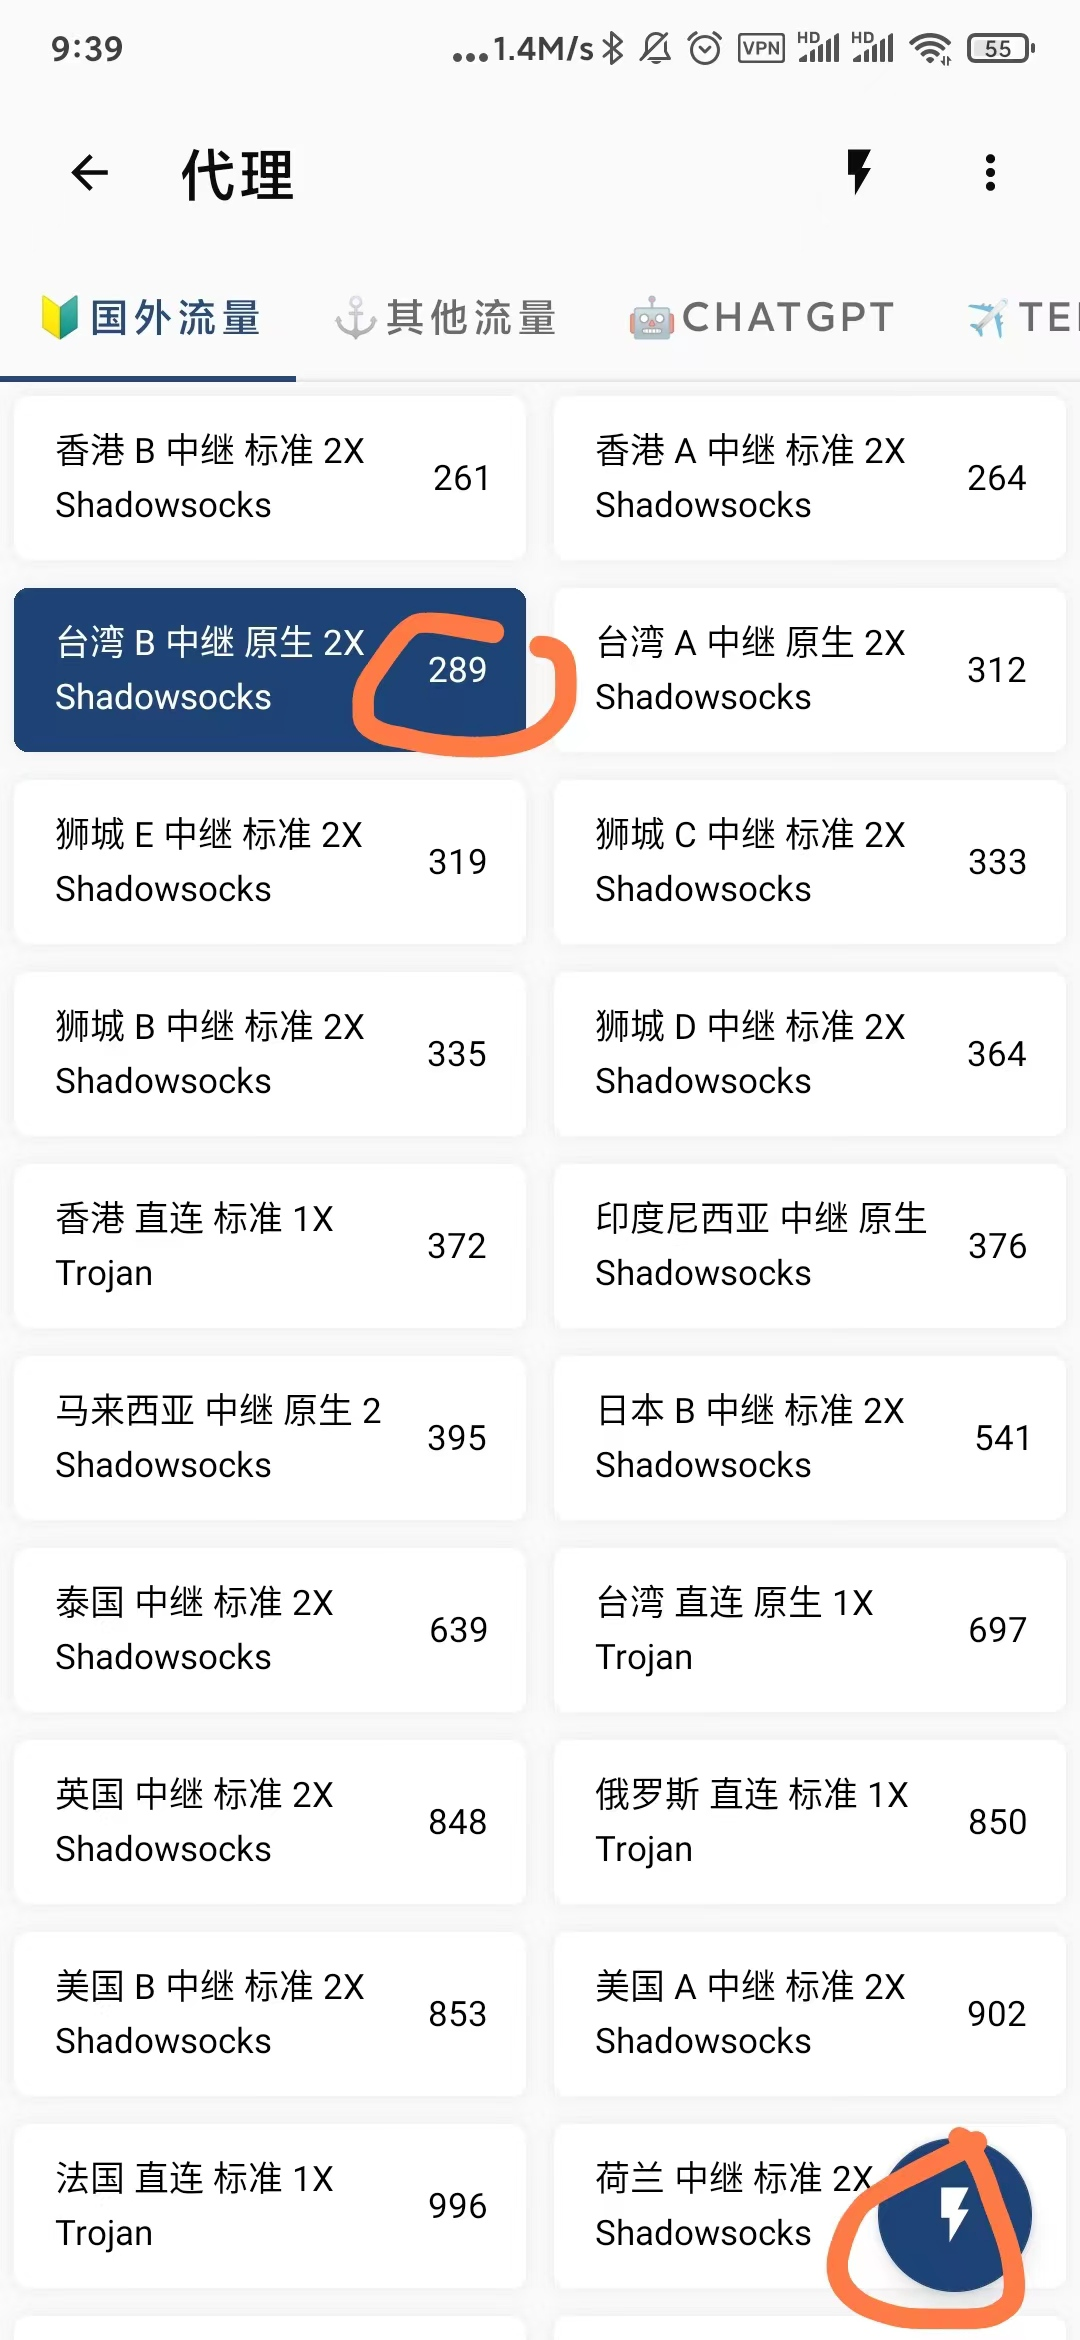 9:39
...1.4M/s VPN HD HD 55
代理
国外流量 其他流量 CHATGPT TE
香港 B 中继 标准 2X
Shadowsocks
261
香港 A 中继 标准 2X
Shadowsocks
264
台湾 B 中继 原生 2X
Shadowsocks
289
台湾 A 中继 原生 2X
Shadowsocks
312
狮城 E 中继 标准 2X
Shadowsocks
319
狮城 C 中继 标准 2X
Shadowsocks
333
狮城 B 中继 标准 2X
Shadowsocks
335
狮城 D 中继 标准 2X
Shadowsocks
364
香港 直连 标准 1X
Trojan
372
印度尼西亚 中继 原生
Shadowsocks
376
马来西亚 中继 原生 2
Shadowsocks
395
日本 B 中继 标准 2X
Shadowsocks
541
泰国 中继 标准 2X
Shadowsocks
639
台湾 直连 原生 1X
Trojan
697
英国 中继 标准 2X
Shadowsocks
848
俄罗斯 直连 标准 1X
Trojan
850
美国 B 中继 标准 2X
Shadowsocks
853
美国 A 中继 标准 2X
Shadowsocks
902
法国 直连 标准 1X
Trojan
996
荷兰 中继 标准 2X
Shadowsocks